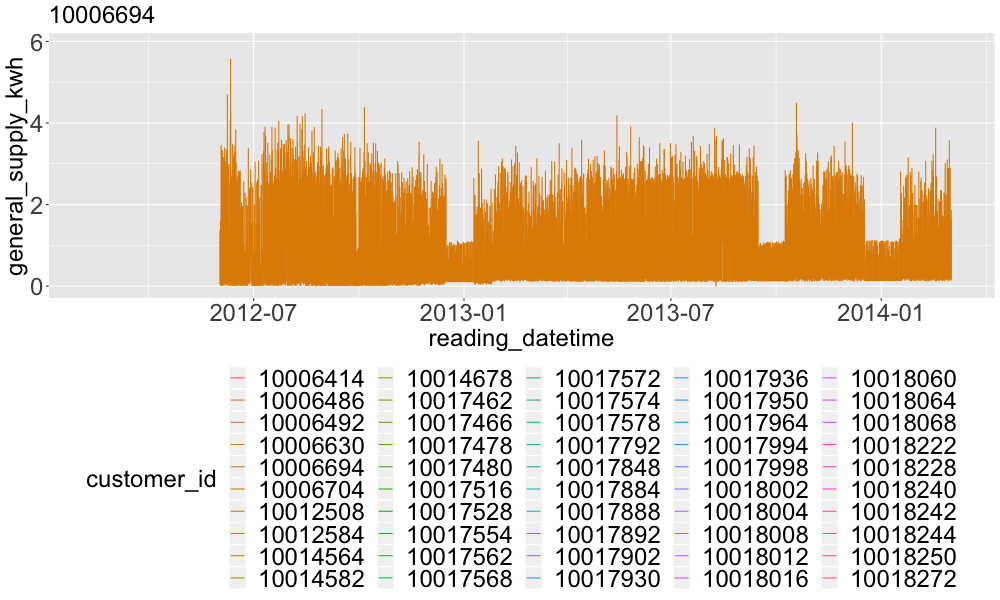 10006694
general_supply_kwh
6
4
2
0
2012-07 2013-01 2013-07 2014-01
reading_datetime
customer_id
10006414 10014678 10017572 10017936 10018060
10006486 10017462 10017574 10017950 10018064
10006492 10017466 10017578 10017964 10018068
10006630 10017478 10017792 10017994 10018222
10006694 10017480 10017848 10017998 10018228
10006704 10017516 10017884 10018002 10018240
10012508 10017528 10017888 10018004 10018242
10012584 10017554 10017892 10018008 10018244
10014564 10017562 10017902 10018012 10018250
10014582 10017568 10017930 10018016 10018272